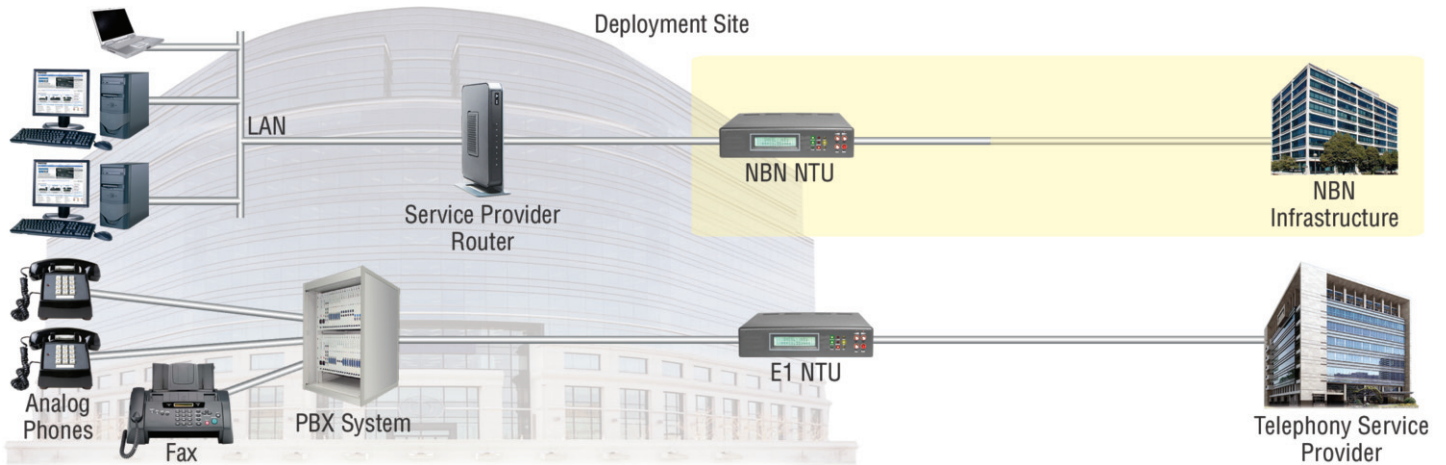 Deployment Site
LAN
NBN NTU
Service Provider
Router
NBN
Infrastructure
E1 NTU
Analog
Phones
Fax
PBX System
Telephony Service
Provider